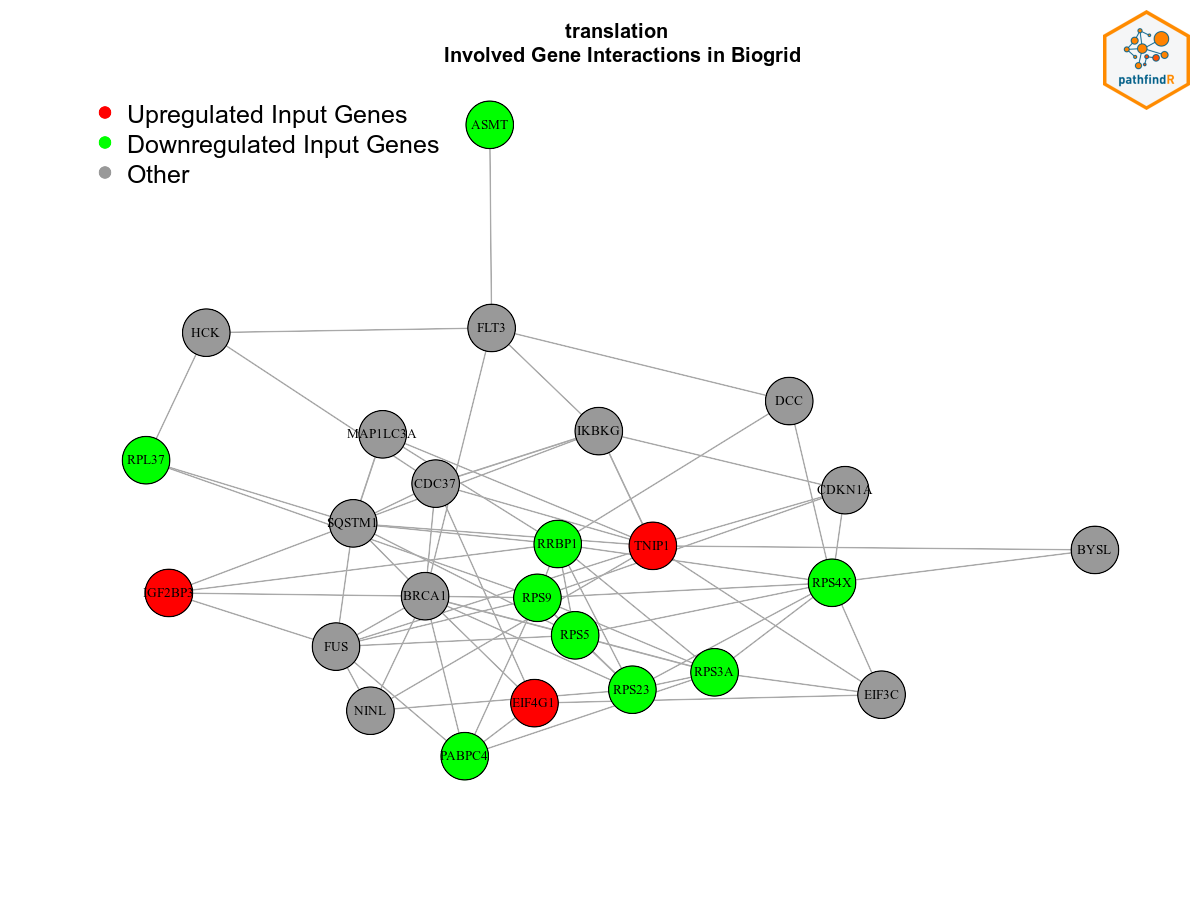 translation
Involved Gene Interactions in Biogrid
pathfindR
Upregulated Input Genes
Downregulated Input Genes
Other
ASMT
HCK
FLT3
DCC
MAP1LC3A
IKBKG
RPL37
CDC37
CDKN1A
SQSTM1
RRBP1
TNIP1
BYSL
IGF2BP3
BRCA1
RPS9
RPS4X
FUS
RPS5
RPS3A
RPS23
EIF3C
NINL
EIF4G1
PABPC4